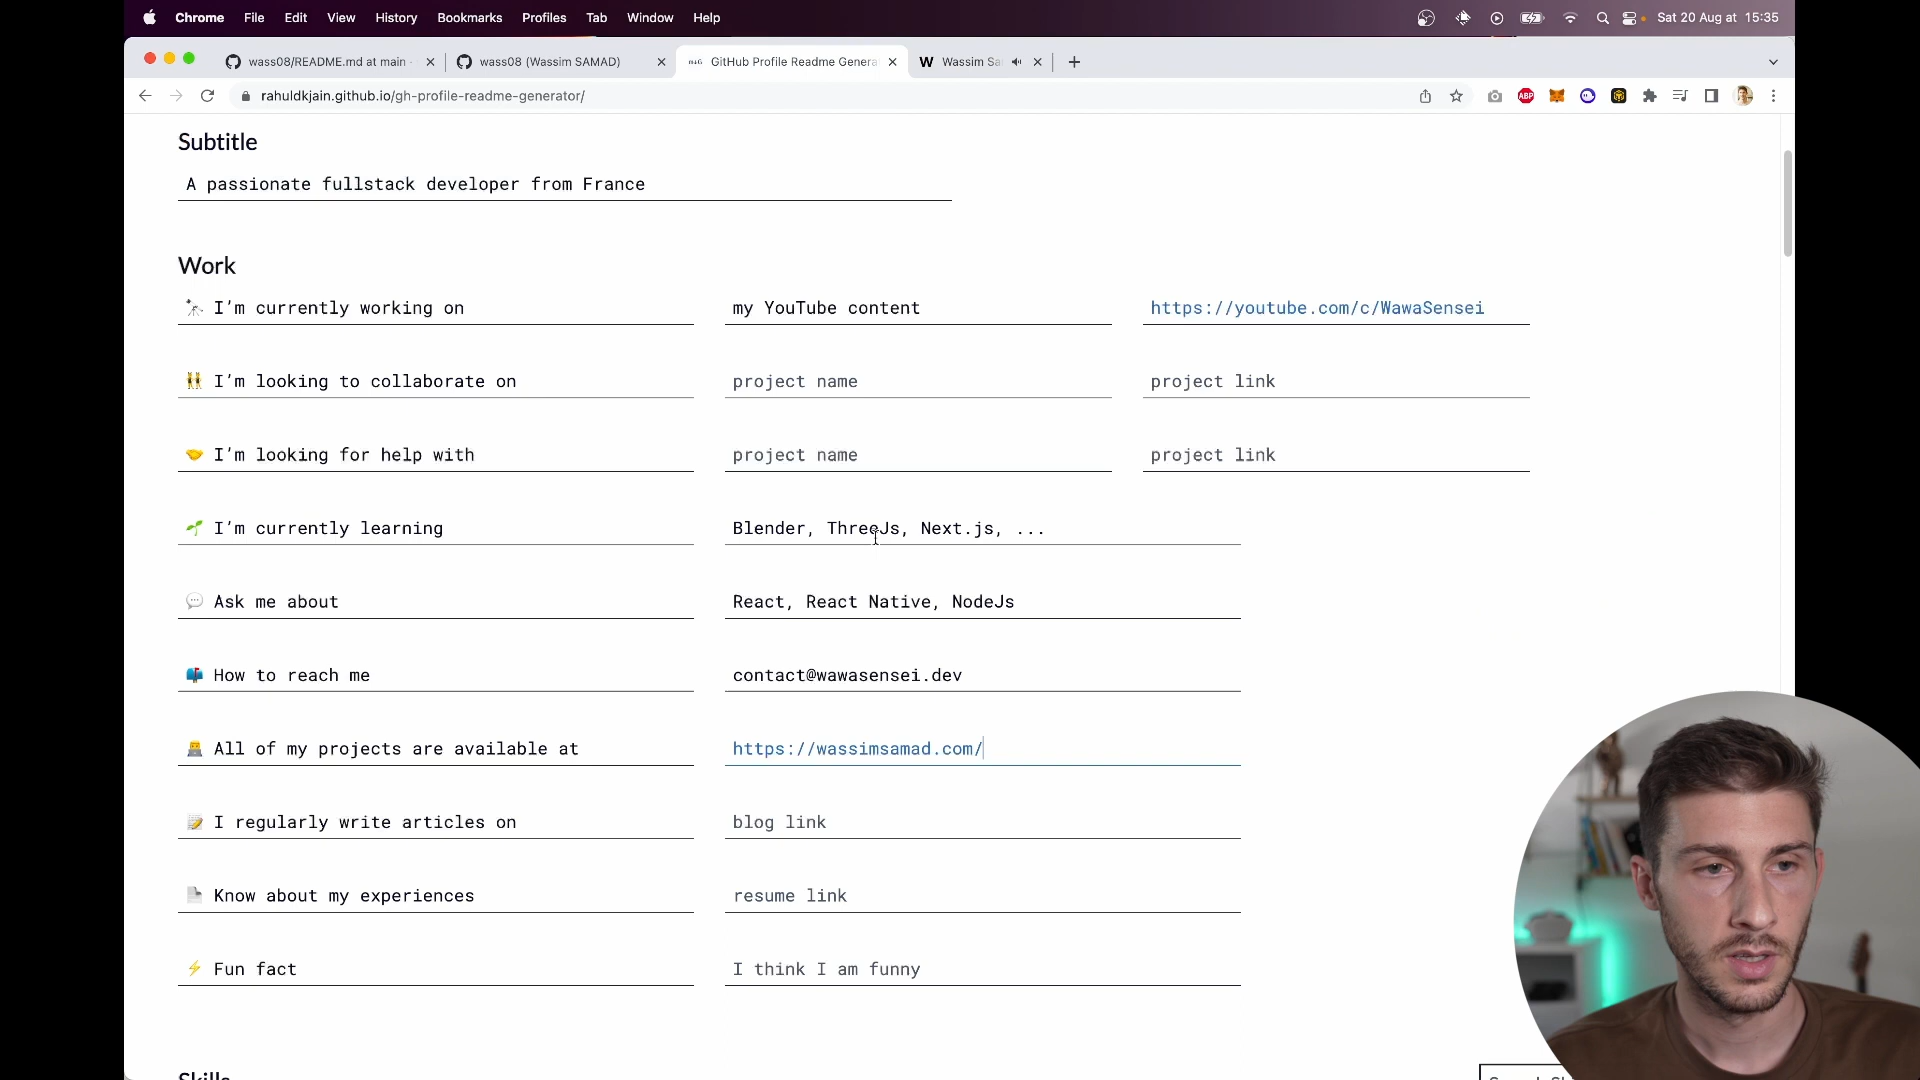 Chrome File Edit View History Bookmarks Profiles Tab Window Help Sat 20 Aug at 15:35
wass08/README.md at main · wass08 (Wassim SAMAD) GitHub Profile Readme Genera Wassim Sa
rahuldkjain.github.io/gh-profile-readme-generator/ ABP
Subtitle
A passionate fullstack developer from France
Work
🔭 I’m currently working on my YouTube content https://youtube.com/c/WawaSensei
👯 I’m looking to collaborate on project name project link
🤝 I’m looking for help with project name project link
🌱 I’m currently learning Blender, ThreeJs, Next.js, ...
💬 Ask me about React, React Native, NodeJs
📫 How to reach me contact@wawasensei.dev
👨‍💻 All of my projects are available at https://wassimsamad.com/
📝 I regularly write articles on blog link
📄 Know about my experiences resume link
⚡ Fun fact I think I am funny
Skills